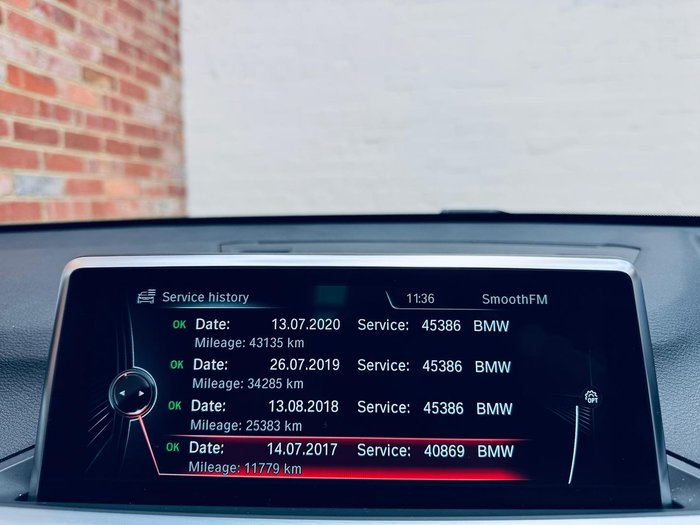 Service history 11:36 SmoothFM
OK Date: 13.07.2020 Service: 45386 BMW
Mileage: 43135 km
OK Date: 26.07.2019 Service: 45386 BMW
Mileage: 34285 km
OK Date: 13.08.2018 Service: 45386 BMW
Mileage: 25383 km
OK Date: 14.07.2017 Service: 40869 BMW
Mileage: 11779 km
OPT